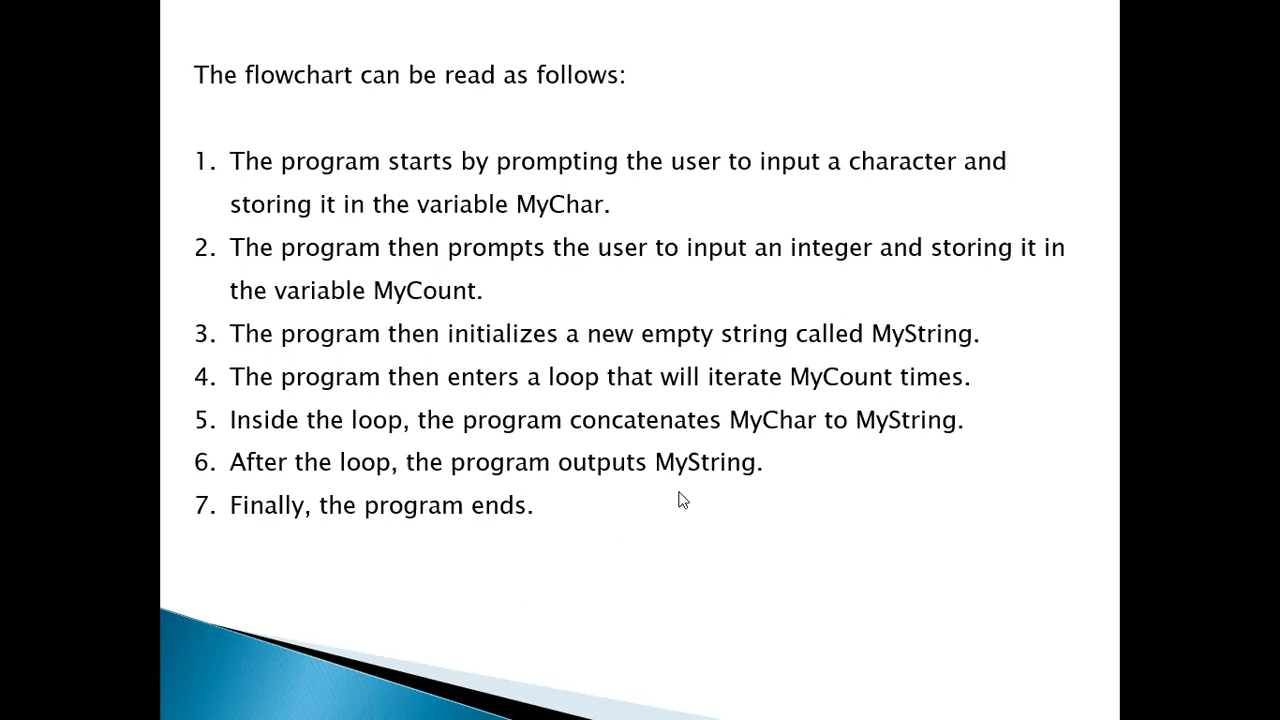 The flowchart can be read as follows:
1. The program starts by prompting the user to input a character and
storing it in the variable MyChar.
2. The program then prompts the user to input an integer and storing it in
the variable MyCount.
3. The program then initializes a new empty string called MyString.
4. The program then enters a loop that will iterate MyCount times.
5. Inside the loop, the program concatenates MyChar to MyString.
6. After the loop, the program outputs MyString.
7. Finally, the program ends.